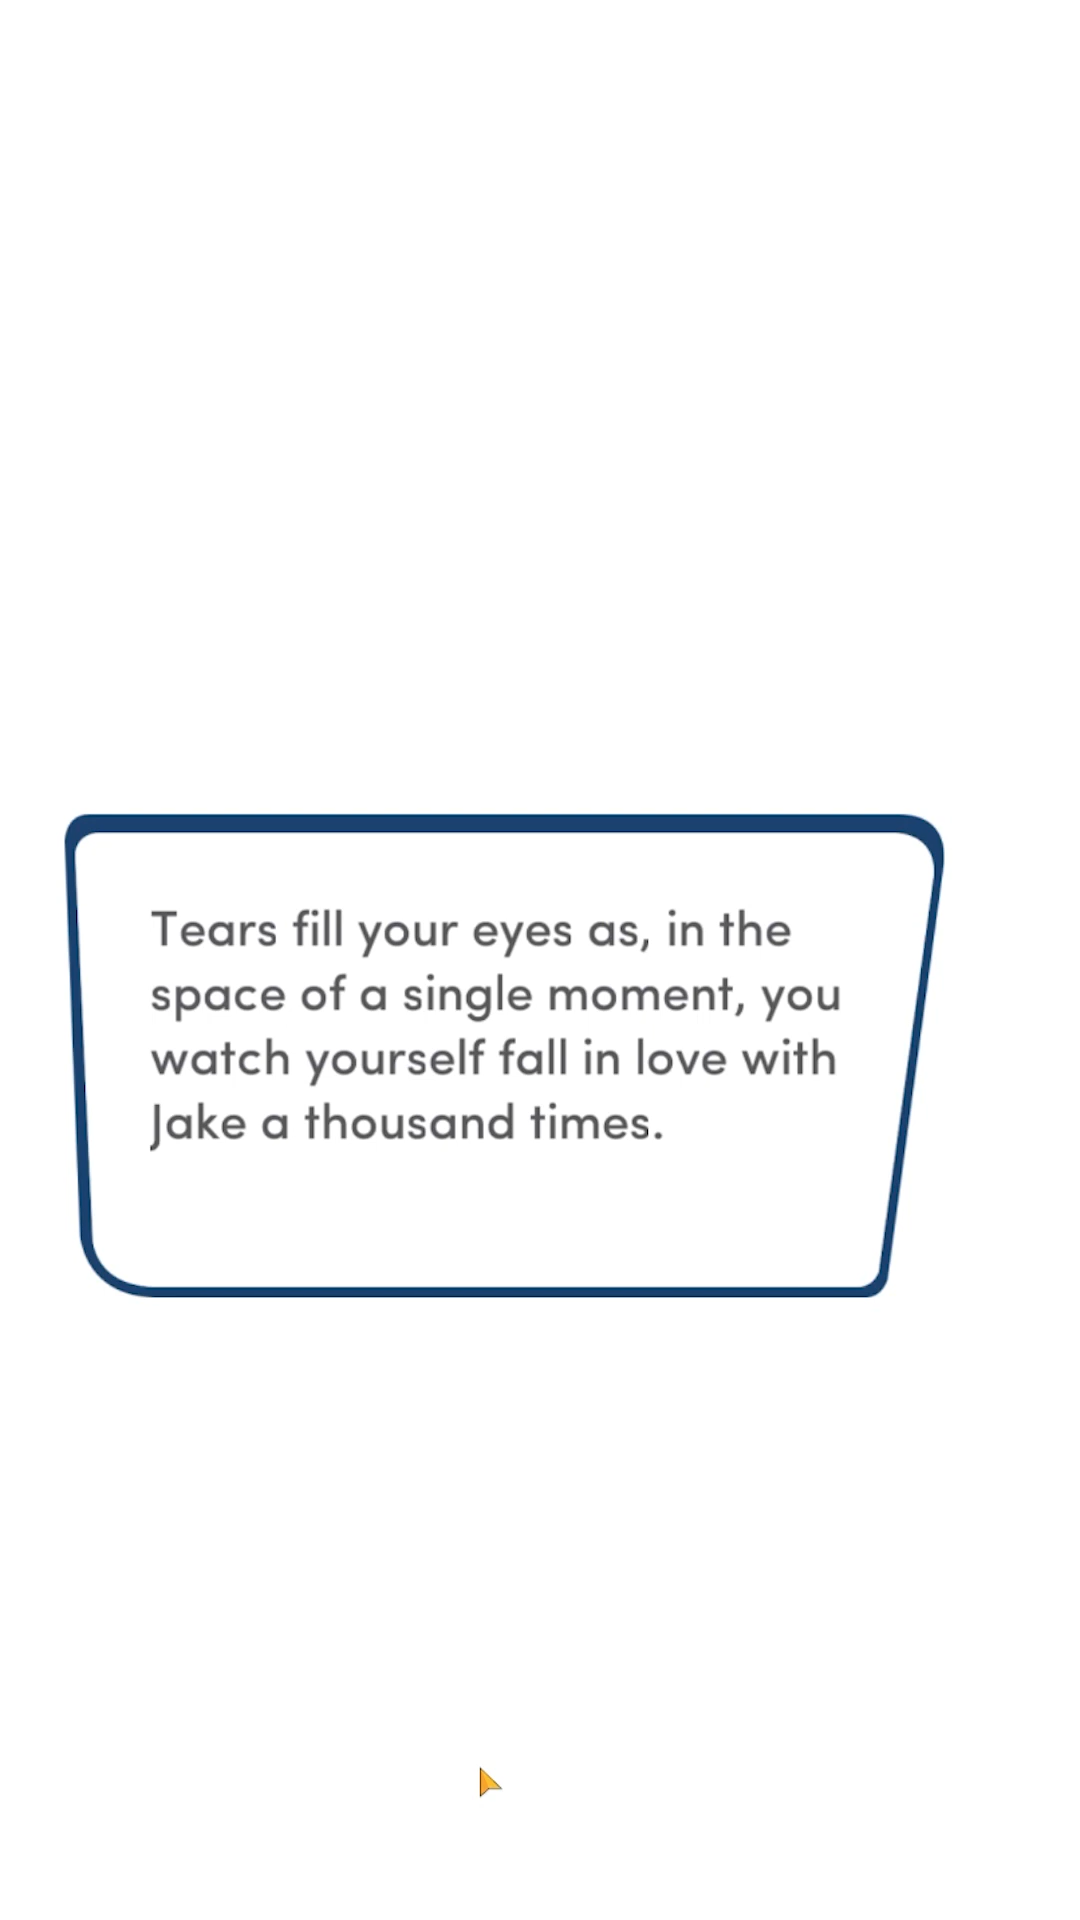 Tears fill your eyes as, in the
space of a single moment, you
watch yourself fall in love with
Jake a thousand times.